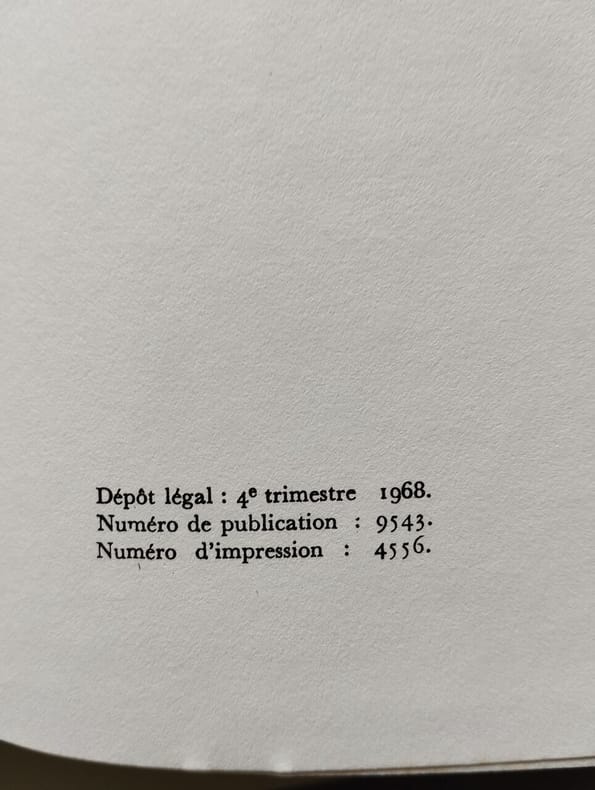 Dépôt légal : 4e trimestre 1968.
Numéro de publication : 9543.
Numéro d'impression : 4556.